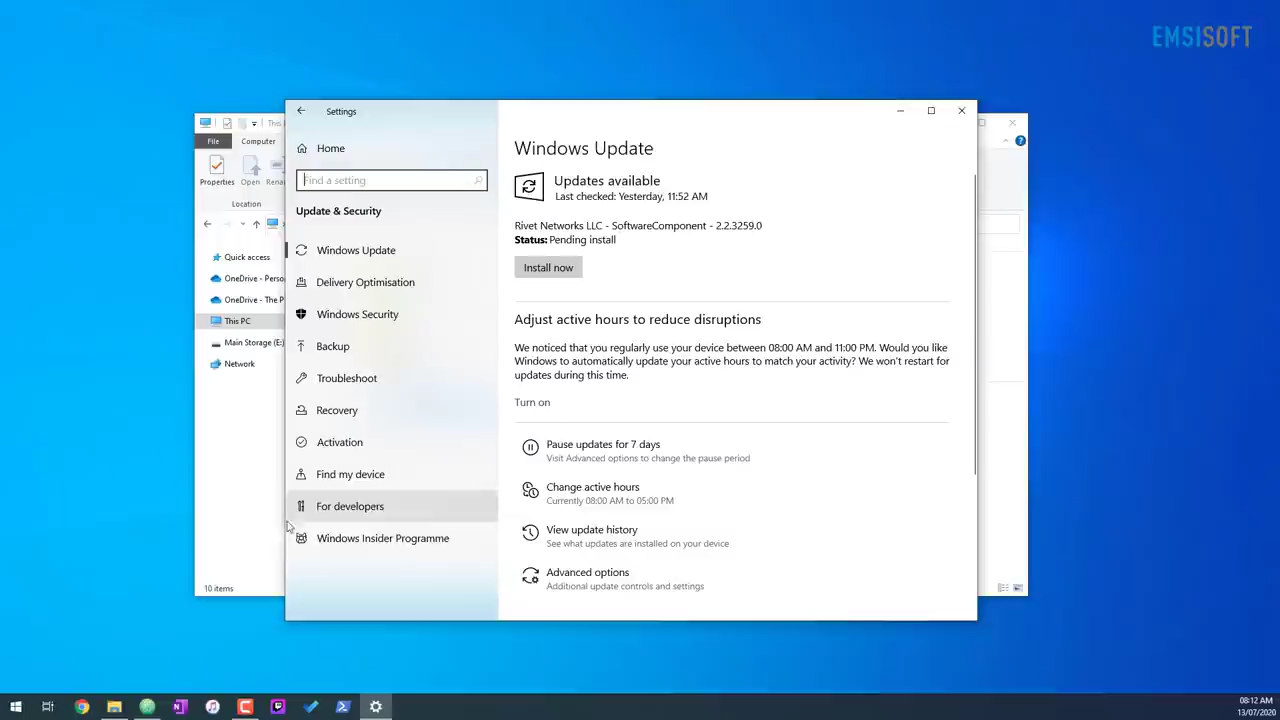 EMSISOFT
This
File
Computer
Properties
Open
Rena
Location
Quick access
OneDrive - Perso
OneDrive - The P
This PC
Main Storage (E:)
Network
10 items
Settings
Home
Find a setting
Update & Security
Windows Update
Delivery Optimisation
Windows Security
Backup
Troubleshoot
Recovery
Activation
Find my device
For developers
Windows Insider Programme
Windows Update
Updates available
Last checked: Yesterday, 11:52 AM
Rivet Networks LLC - SoftwareComponent - 2.2.3259.0
Status: Pending install
Install now
Adjust active hours to reduce disruptions
We noticed that you regularly use your device between 08:00 AM and 11:00 PM. Would you like
Windows to automatically update your active hours to match your activity? We won't restart for
updates during this time.
Turn on
Pause updates for 7 days
Visit Advanced options to change the pause period
Change active hours
Currently 08:00 AM to 05:00 PM
View update history
See what updates are installed on your device
Advanced options
Additional update controls and settings
08:12 AM
13/07/2020